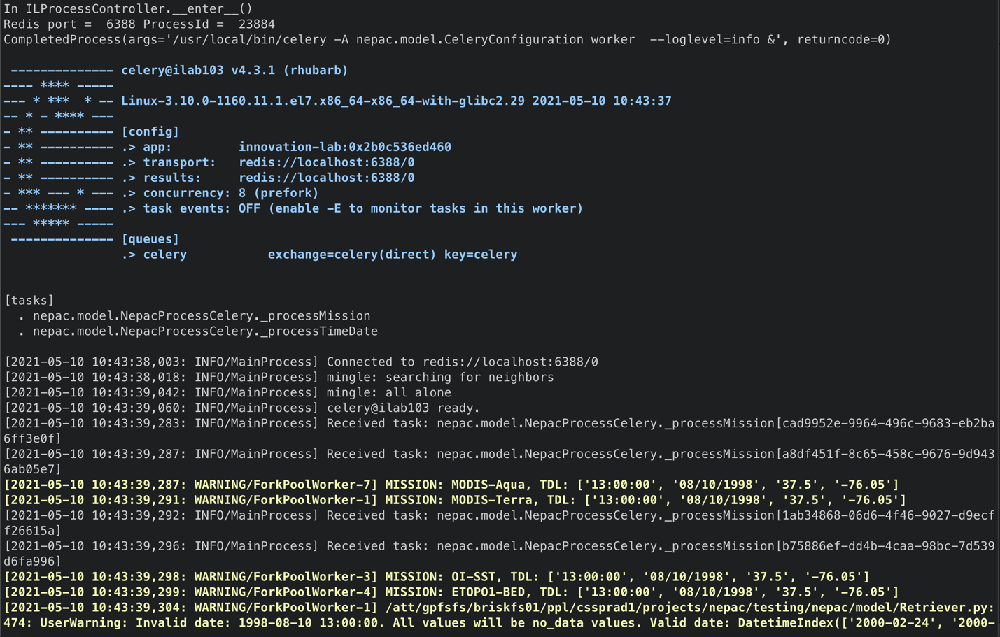 In ILProcessController.__enter__()
Redis port =  6388 ProcessId =  23884
CompletedProcess(args='/usr/local/bin/celery -A nepac.model.CeleryConfiguration worker  --loglevel=info &', returncode=0)
 -------------- celery@ilab103 v4.3.1 (rhubarb)
---- **** -----
--- * ***  * -- Linux-3.10.0-1160.11.1.el7.x86_64-x86_64-with-glibc2.29 2021-05-10 10:43:37
-- * - **** ---
- ** ---------- [config]
- ** ---------- .> app:         innovation-lab:0x2b0c536ed460
- ** ---------- .> transport:   redis://localhost:6388/0
- ** ---------- .> results:     redis://localhost:6388/0
- *** --- * --- .> concurrency: 8 (prefork)
-- ******* ---- .> task events: OFF (enable -E to monitor tasks in this worker)
--- ***** -----
 -------------- [queues]
                .> celery           exchange=celery(direct) key=celery
[tasks]
  . nepac.model.NepacProcessCelery._processMission
  . nepac.model.NepacProcessCelery._processTimeDate
[2021-05-10 10:43:38,003: INFO/MainProcess] Connected to redis://localhost:6388/0
[2021-05-10 10:43:38,018: INFO/MainProcess] mingle: searching for neighbors
[2021-05-10 10:43:39,042: INFO/MainProcess] mingle: all alone
[2021-05-10 10:43:39,060: INFO/MainProcess] celery@ilab103 ready.
[2021-05-10 10:43:39,283: INFO/MainProcess] Received task: nepac.model.NepacProcessCelery._processMission[cad9952e-9964-496c-9683-eb2ba
6ff3e0f]
[2021-05-10 10:43:39,287: INFO/MainProcess] Received task: nepac.model.NepacProcessCelery._processMission[a8df451f-8c65-458c-9676-9d943
6ab05e7]
[2021-05-10 10:43:39,287: WARNING/ForkPoolWorker-7] MISSION: MODIS-Aqua, TDL: ['13:00:00', '08/10/1998', '37.5', '-76.05']
[2021-05-10 10:43:39,291: WARNING/ForkPoolWorker-1] MISSION: MODIS-Terra, TDL: ['13:00:00', '08/10/1998', '37.5', '-76.05']
[2021-05-10 10:43:39,292: INFO/MainProcess] Received task: nepac.model.NepacProcessCelery._processMission[1ab34868-06d6-4f46-9027-d9ecf
f26615a]
[2021-05-10 10:43:39,296: INFO/MainProcess] Received task: nepac.model.NepacProcessCelery._processMission[b75886ef-dd4b-4caa-98bc-7d539
d6fa996]
[2021-05-10 10:43:39,298: WARNING/ForkPoolWorker-3] MISSION: OI-SST, TDL: ['13:00:00', '08/10/1998', '37.5', '-76.05']
[2021-05-10 10:43:39,299: WARNING/ForkPoolWorker-4] MISSION: ETOPO1-BED, TDL: ['13:00:00', '08/10/1998', '37.5', '-76.05']
[2021-05-10 10:43:39,304: WARNING/ForkPoolWorker-1] /att/gpfsfs/briskfs01/ppl/cssprad1/projects/nepac/testing/nepac/model/Retriever.py:
474: UserWarning: Invalid date: 1998-08-10 13:00:00. All values will be no_data values. Valid date: DatetimeIndex(['2000-02-24', '2000-